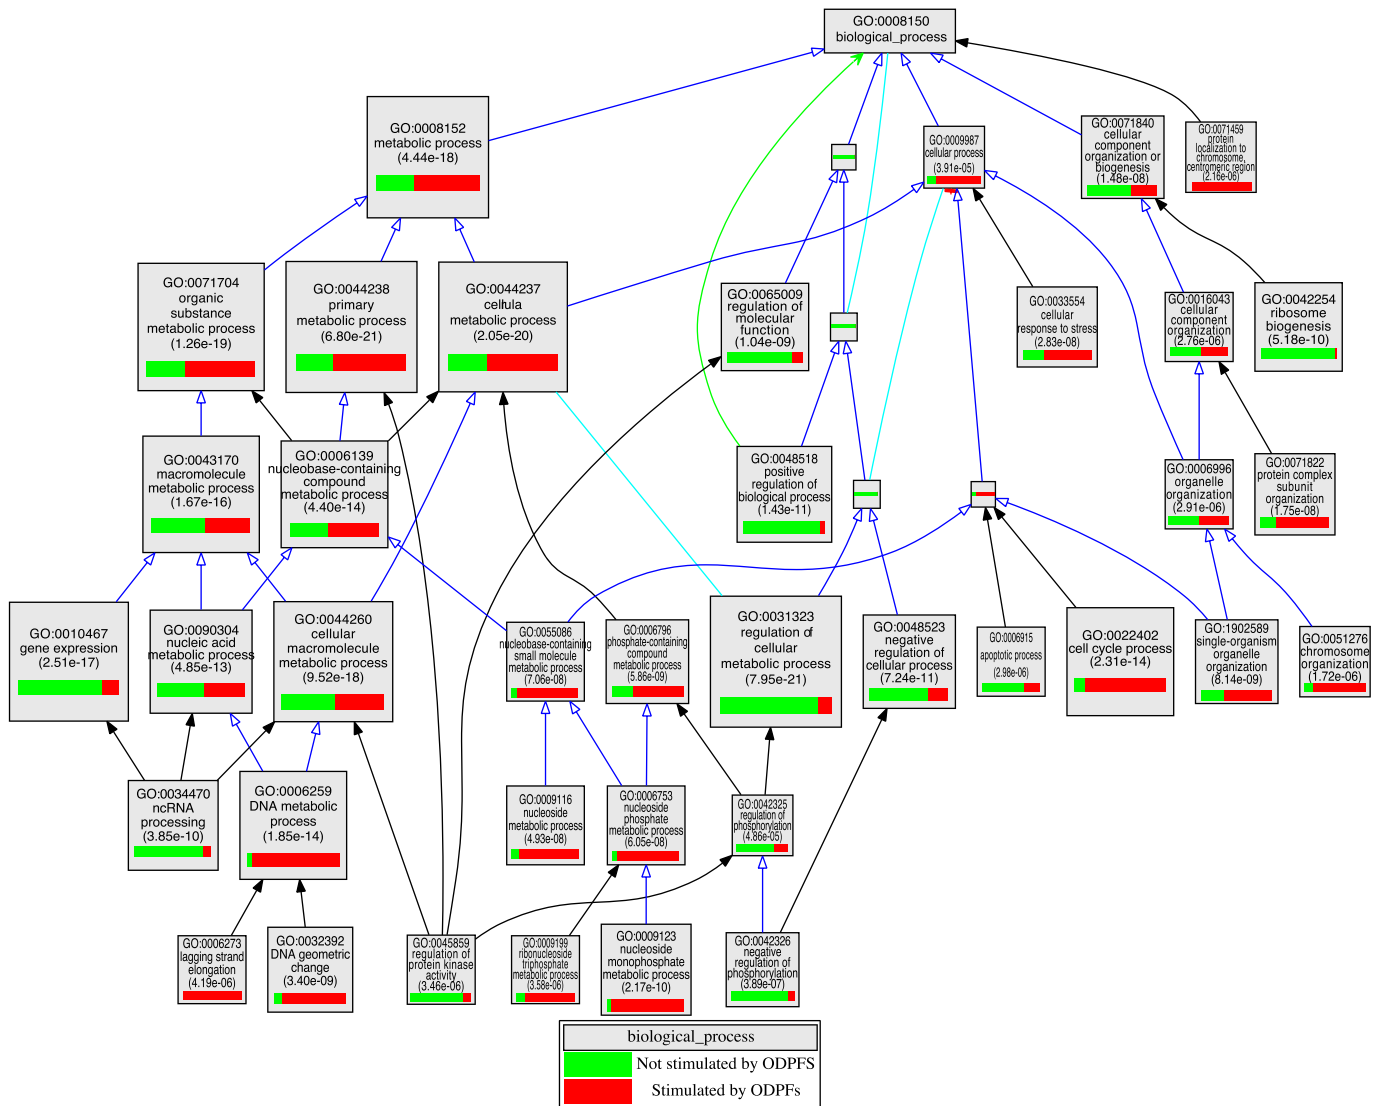 GO:0008150
biological_process
GO:0008152
metabolic process
(4.44e-18)
GO:0009987
cellular process
(3.91e-05)
GO:0071840
cellular
component
organization or
biogenesis
(1.48e-08)
GO:0071459
protein
localization to
chromosome,
centromeric region
(2.16e-06)
GO:0071704
organic
substance
metabolic process
(1.26e-19)
GO:0044238
primary
metabolic process
(6.80e-21)
GO:0044237
cellula
metabolic process
(2.05e-20)
GO:0065009
regulation of
molecular
function
(1.04e-09)
GO:0033554
cellular
response to stress
(2.83e-08)
GO:0016043
cellular
component
organization
(2.76e-06)
GO:0042254
ribosome
biogenesis
(5.18e-10)
GO:0043170
macromolecule
metabolic process
(1.67e-16)
GO:0006139
nucleobase-containing
compound
metabolic process
(4.40e-14)
GO:0048518
positive
regulation of
biological process
(1.43e-11)
GO:0006996
organelle
organization
(2.91e-06)
GO:0071822
protein complex
subunit
organization
(1.75e-08)
GO:0010467
gene expression
(2.51e-17)
GO:0090304
nucleic acid
metabolic process
(4.85e-13)
GO:0044260
cellular
macromolecule
metabolic process
(9.52e-18)
GO:0055086
nucleobase-containing
small molecule
metabolic process
(7.06e-08)
GO:0006796
phosphate-containing
compound
metabolic process
(5.86e-09)
GO:0031323
regulation of
cellular
metabolic process
(7.95e-21)
GO:0048523
negative
regulation of
cellular process
(7.24e-11)
GO:0006915
apoptotic process
(2.98e-06)
GO:0022402
cell cycle process
(2.31e-14)
GO:1902589
single-organism
organelle
organization
(8.14e-09)
GO:0051276
chromosome
organization
(1.72e-06)
GO:0034470
ncRNA
processing
(3.85e-10)
GO:0006259
DNA metabolic
process
(1.85e-14)
GO:0009116
nucleoside
metabolic process
(4.93e-08)
GO:0006753
nucleoside
phosphate
metabolic process
(6.05e-08)
GO:0042325
regulation of
phosphorylation
(4.86e-05)
GO:0006273
lagging strand
elongation
(4.19e-06)
GO:0032392
DNA geometric
change
(3.40e-09)
GO:0045859
regulation of
protein kinase
activity
(3.46e-06)
GO:0009199
ribonucleoside
triphosphate
metabolic process
(3.58e-06)
GO:0009123
nucleoside
monophosphate
metabolic process
(2.17e-10)
GO:0042326
negative
regulation of
phosphorylation
(3.89e-07)
biological_process
Not stimulated by ODPFS
Stimulated by ODPFs